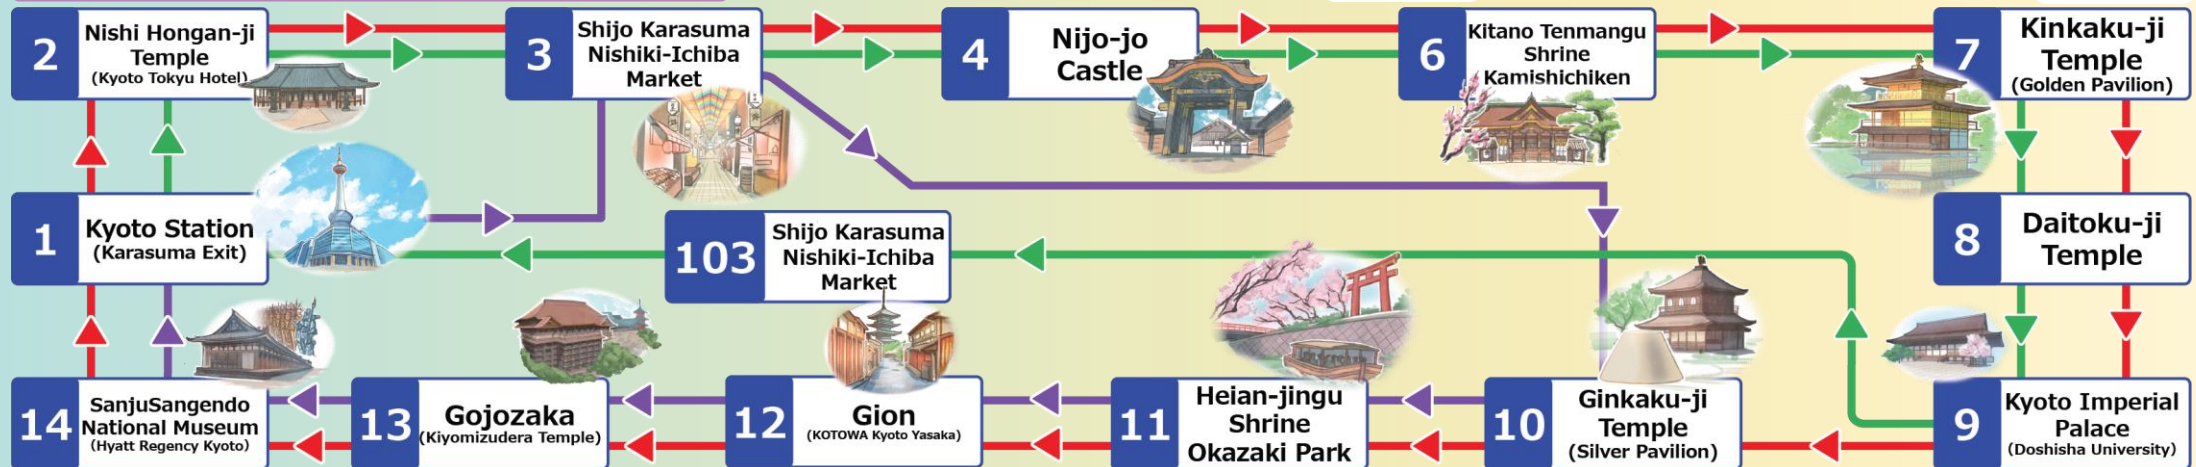 2
Nishi Hongan-ji
Temple
(Kyoto Tokyu Hotel)
3
Shijo Karasuma
Nishiki-Ichiba
Market
4
Nijo-jo
Castle
6
Kitano Tenmangu
Shrine
Kamishichiken
7
Kinkaku-ji
Temple
(Golden Pavilion)
1
Kyoto Station
(Karasuma Exit)
103
Shijo Karasuma
Nishiki-Ichiba
Market
8
Daitoku-ji
Temple
14
SanjuSangendo
National Museum
(Hyatt Regency Kyoto)
13
Gojozaka
(Kiyomizudera Temple)
12
Gion
(KOTOWA Kyoto Yasaka)
11
Heian-jingu
Shrine
Okazaki Park
10
Ginkaku-ji
Temple
(Silver Pavilion)
9
Kyoto Imperial
Palace
(Doshisha University)